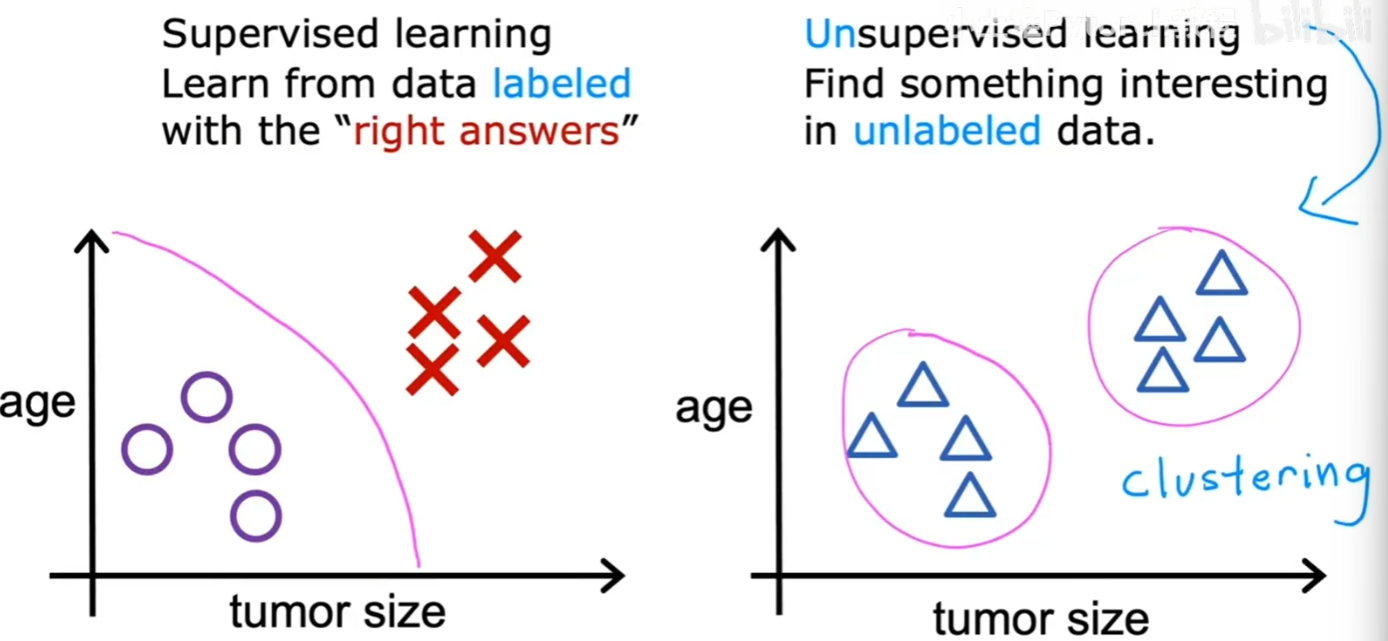 Supervised learning
Learn from data labeled
with the “right answers”
age
tumor size
Unsupervised learning
Find something interesting
in unlabeled data.
age
clustering
tumor size
bilibili